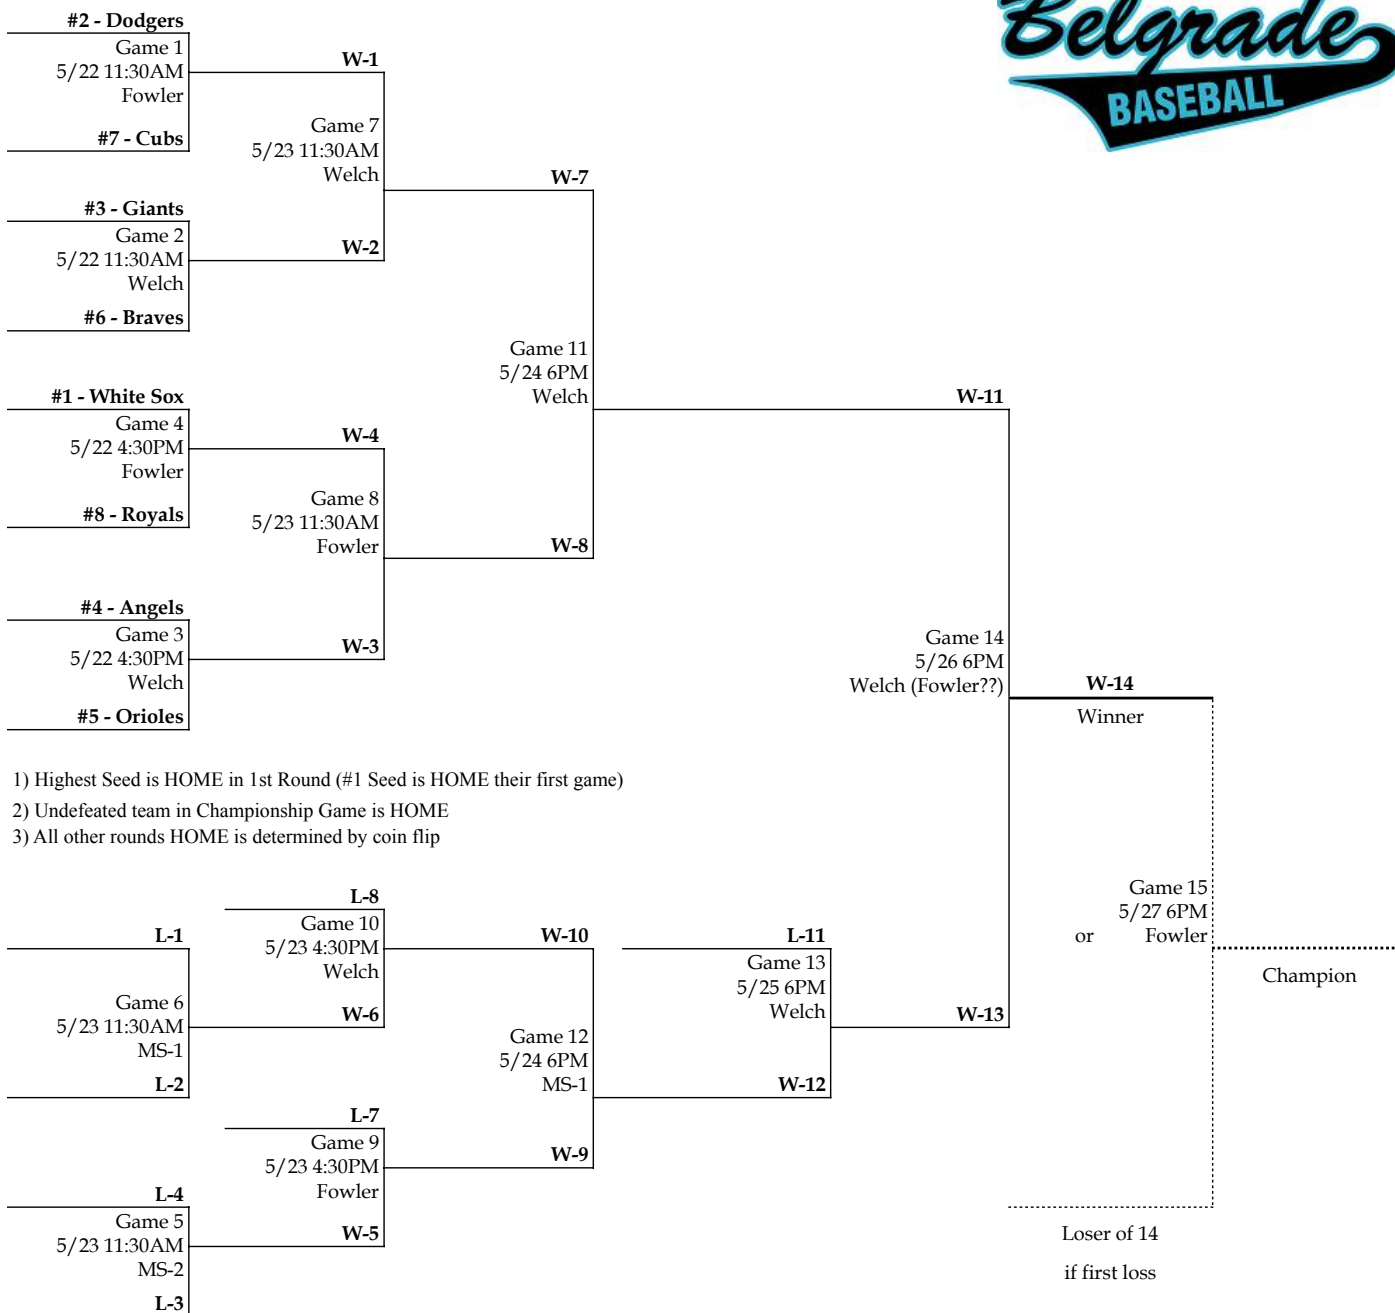 Belgrade
BASEBALL
#2 - Dodgers
Game 1
5/22 11:30AM
Fowler
#7 - Cubs
W-1
Game 7
5/23 11:30AM
Welch
W-2
#3 - Giants
Game 2
5/22 11:30AM
Welch
#6 - Braves
W-7
Game 11
5/24 6PM
Welch
W-8
#1 - White Sox
Game 4
5/22 4:30PM
Fowler
#8 - Royals
W-4
Game 8
5/23 11:30AM
Fowler
W-3
#4 - Angels
Game 3
5/22 4:30PM
Welch
#5 - Orioles
W-11
Game 14
5/26 6PM
Welch (Fowler??)
W-14
Winner
1) Highest Seed is HOME in 1st Round (#1 Seed is HOME their first game)
2) Undefeated team in Championship Game is HOME
3) All other rounds HOME is determined by coin flip
L-1
Game 6
5/23 11:30AM
MS-1
L-2
L-8
Game 10
5/23 4:30PM
Welch
W-6
L-7
Game 9
5/23 4:30PM
Fowler
W-5
L-4
Game 5
5/23 11:30AM
MS-2
L-3
W-10
Game 12
5/24 6PM
MS-1
W-9
L-11
Game 13
5/25 6PM
Welch
W-12
W-13
Game 15
5/27 6PM
or Fowler
Champion
Loser of 14
if first loss